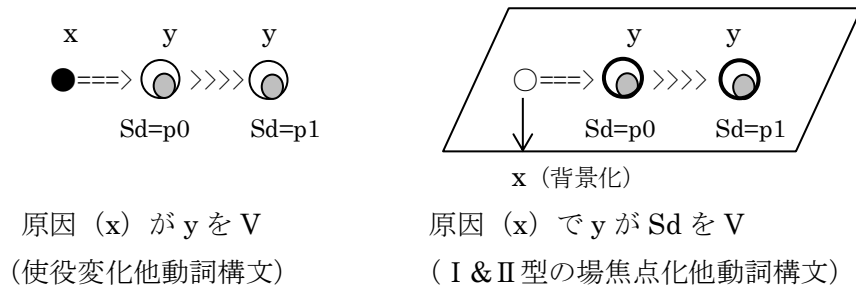 x y y y y
●===> >>>> ○===> >>>>
Sd=p0 Sd=p1 Sd=p0 Sd=p1
x（背景化）
原因（x）が y を V 原因（x）で y が Sd を V
（使役変化他動詞構文） （Ⅰ&Ⅱ型の場焦点化他動詞構文）